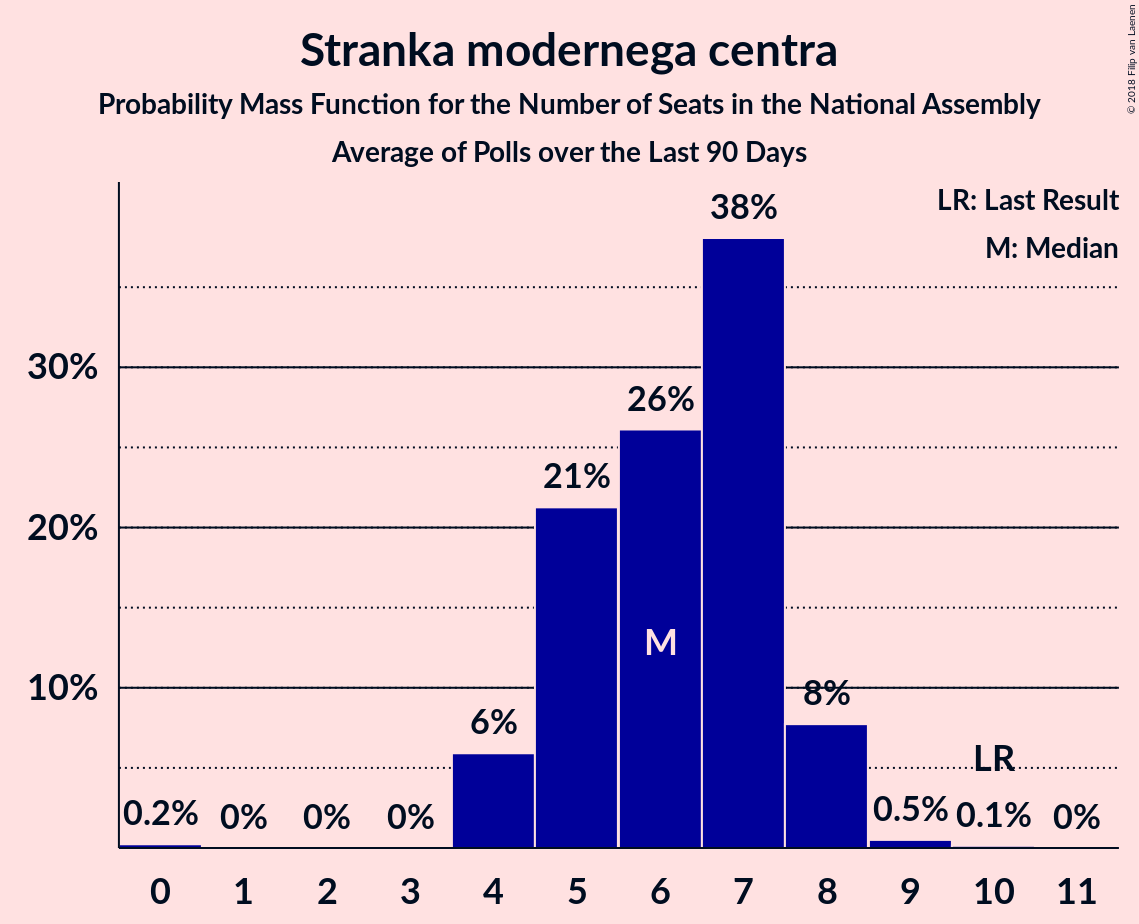 Stranka modernega centra
Probability Mass Function for the Number of Seats in the National Assembly
Average of Polls over the Last 90 Days
© 2018 Filip van Laenen
LR: Last Result
M: Median
38%
30%
26%
21%
20%
M
10%
8%
6%
LR
0.2% 0% 0% 0% 0.5% 0.1% 0%
0 1 2 3 4 5 6 7 8 9 10 11